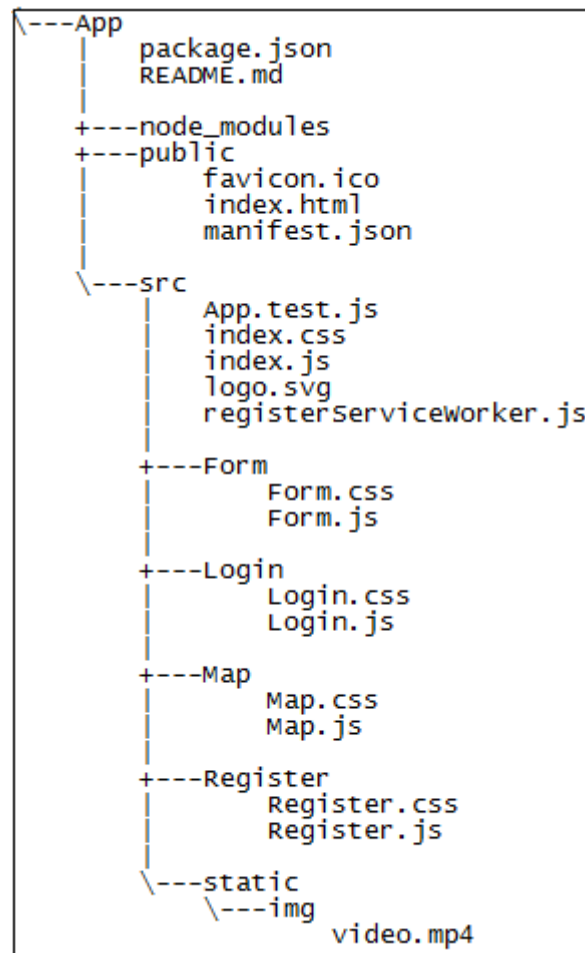 \---App
    |   package.json
    |   README.md
    |
    +---node_modules
    +---public
    |       favicon.ico
    |       index.html
    |       manifest.json
    |
    \---src
        |   App.test.js
        |   index.css
        |   index.js
        |   logo.svg
        |   registerServiceWorker.js
        |
        +---Form
        |       Form.css
        |       Form.js
        |
        +---Login
        |       Login.css
        |       Login.js
        |
        +---Map
        |       Map.css
        |       Map.js
        |
        +---Register
        |       Register.css
        |       Register.js
        |
        \---static
            \---img
                    video.mp4